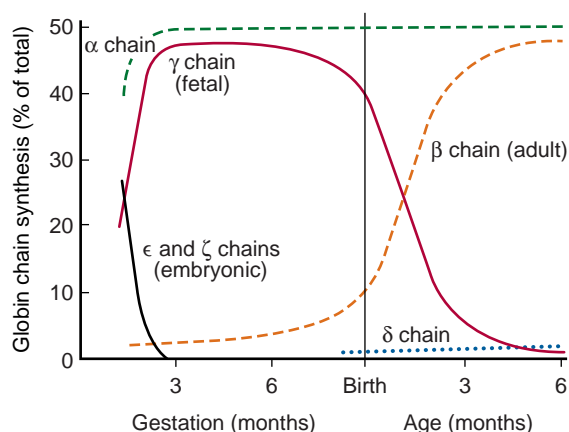 Globin chain synthesis (% of total)
50
40
30
20
10
0
α chain
γ chain
(fetal)
β chain (adult)
ϵ and ζ chains
(embryonic)
δ chain
3
6
Birth
3
6
Gestation (months)
Age (months)